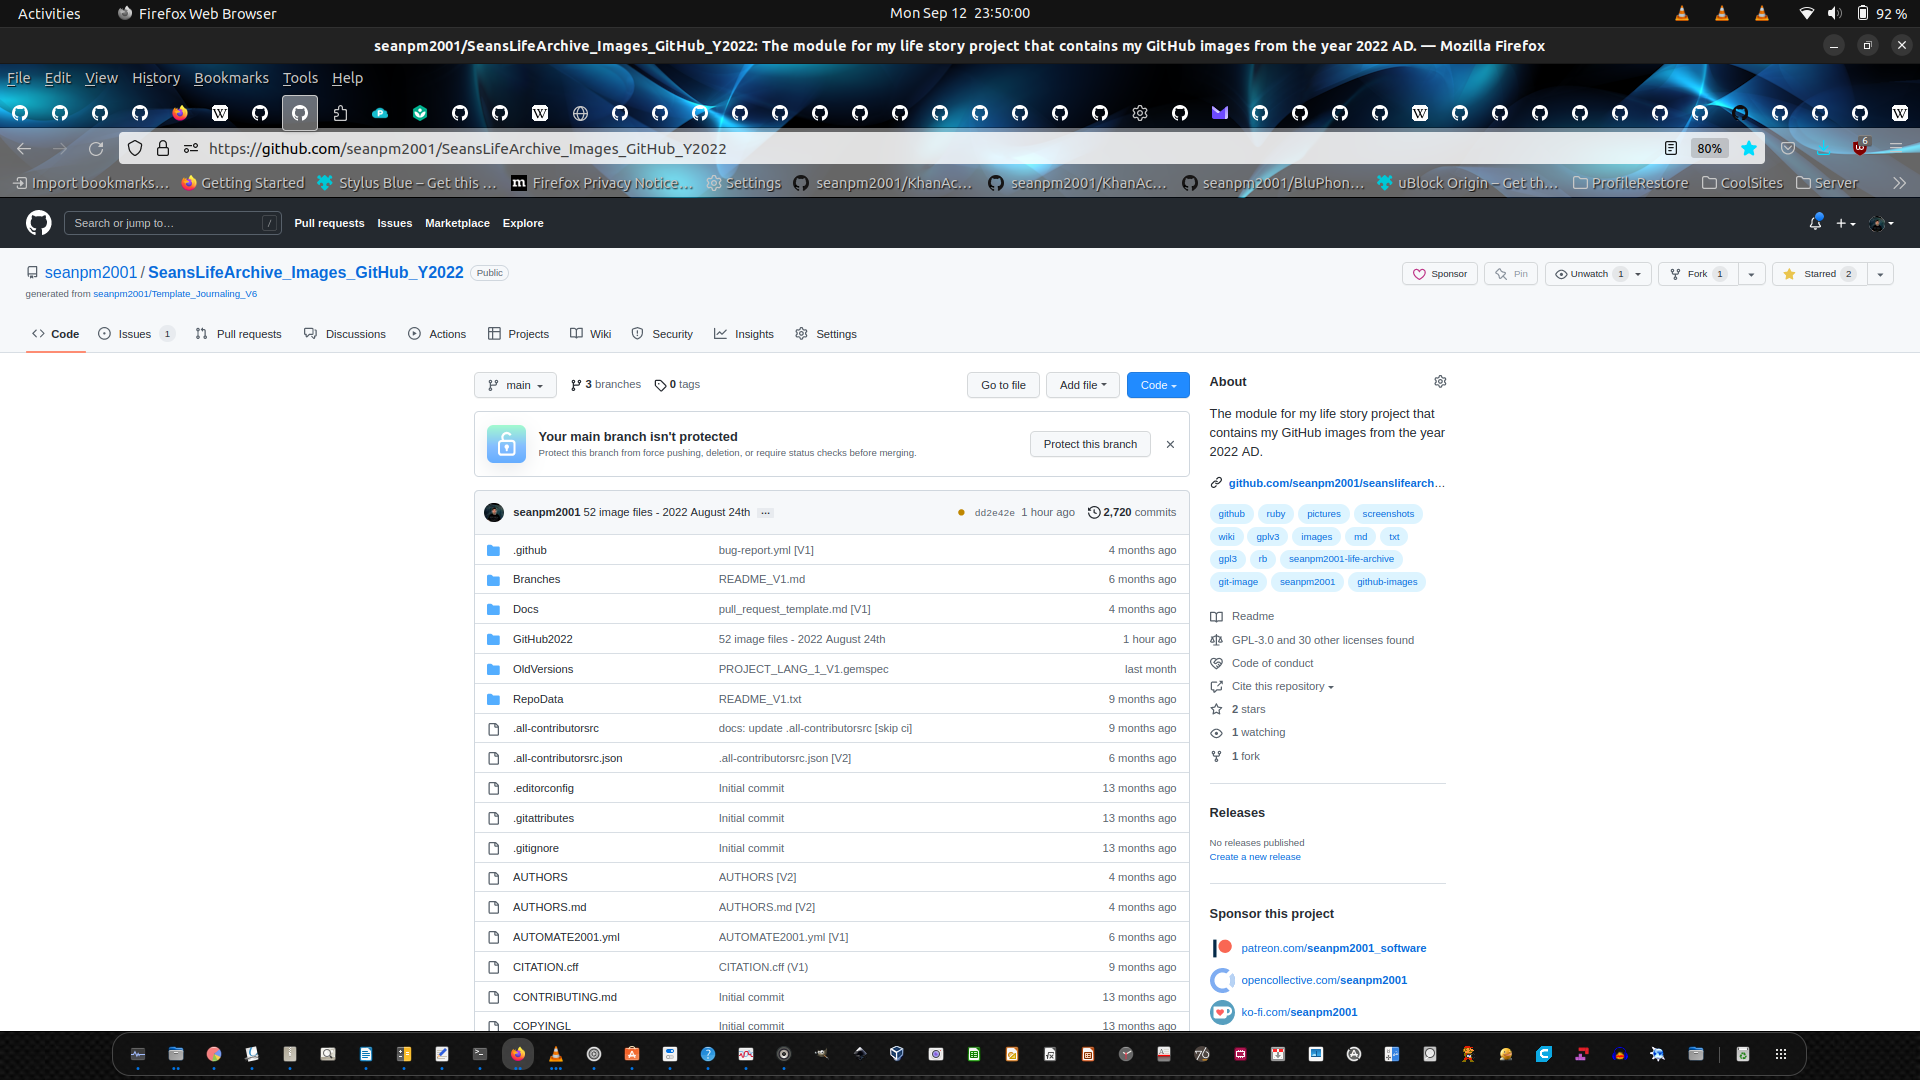 Activities Firefox Web Browser Mon Sep 12 23:50:00 92 %
seanpm2001/SeansLifeArchive_Images_GitHub_Y2022: The module for my life story project that contains my GitHub images from the year 2022 AD. — Mozilla Firefox
File Edit View History Bookmarks Tools Help
https://github.com/seanpm2001/SeansLifeArchive_Images_GitHub_Y2022 80% 6
Import bookmarks… Getting Started Stylus Blue – Get this … Firefox Privacy Notice… Settings seanpm2001/KhanAc… seanpm2001/KhanAc… seanpm2001/BluPhon… uBlock Origin – Get th… ProfileRestore CoolSites Server
Search or jump to… / Pull requests Issues Marketplace Explore
seanpm2001 / SeansLifeArchive_Images_GitHub_Y2022 Public Sponsor Pin Unwatch 1 Fork 1 Starred 2
generated from seanpm2001/Template_Journaling_V6
Code Issues 1 Pull requests Discussions Actions Projects Wiki Security Insights Settings
main 3 branches 0 tags Go to file Add file Code
Your main branch isn't protected
Protect this branch from force pushing, deletion, or require status checks before merging.
Protect this branch
seanpm2001 52 image files - 2022 August 24th ... dd2e42e 1 hour ago 2,720 commits
.github bug-report.yml [V1] 4 months ago
Branches README_V1.md 6 months ago
Docs pull_request_template.md [V1] 4 months ago
GitHub2022 52 image files - 2022 August 24th 1 hour ago
OldVersions PROJECT_LANG_1_V1.gemspec last month
RepoData README_V1.txt 9 months ago
.all-contributorsrc docs: update .all-contributorsrc [skip ci] 9 months ago
.all-contributorsrc.json .all-contributorsrc.json [V2] 6 months ago
.editorconfig Initial commit 13 months ago
.gitattributes Initial commit 13 months ago
.gitignore Initial commit 13 months ago
AUTHORS AUTHORS [V2] 4 months ago
AUTHORS.md AUTHORS.md [V2] 4 months ago
AUTOMATE2001.yml AUTOMATE2001.yml [V1] 6 months ago
CITATION.cff CITATION.cff (V1) 9 months ago
CONTRIBUTING.md Initial commit 13 months ago
COPYINGL Initial commit 13 months ago
About
The module for my life story project that
contains my GitHub images from the year
2022 AD.
github.com/seanpm2001/seanslifearch…
github ruby pictures screenshots
wiki gplv3 images md txt
gpl3 rb seanpm2001-life-archive
git-image seanpm2001 github-images
Readme
GPL-3.0 and 30 other licenses found
Code of conduct
Cite this repository
2 stars
1 watching
1 fork
Releases
No releases published
Create a new release
Sponsor this project
patreon.com/seanpm2001_software
opencollective.com/seanpm2001
ko-fi.com/seanpm2001